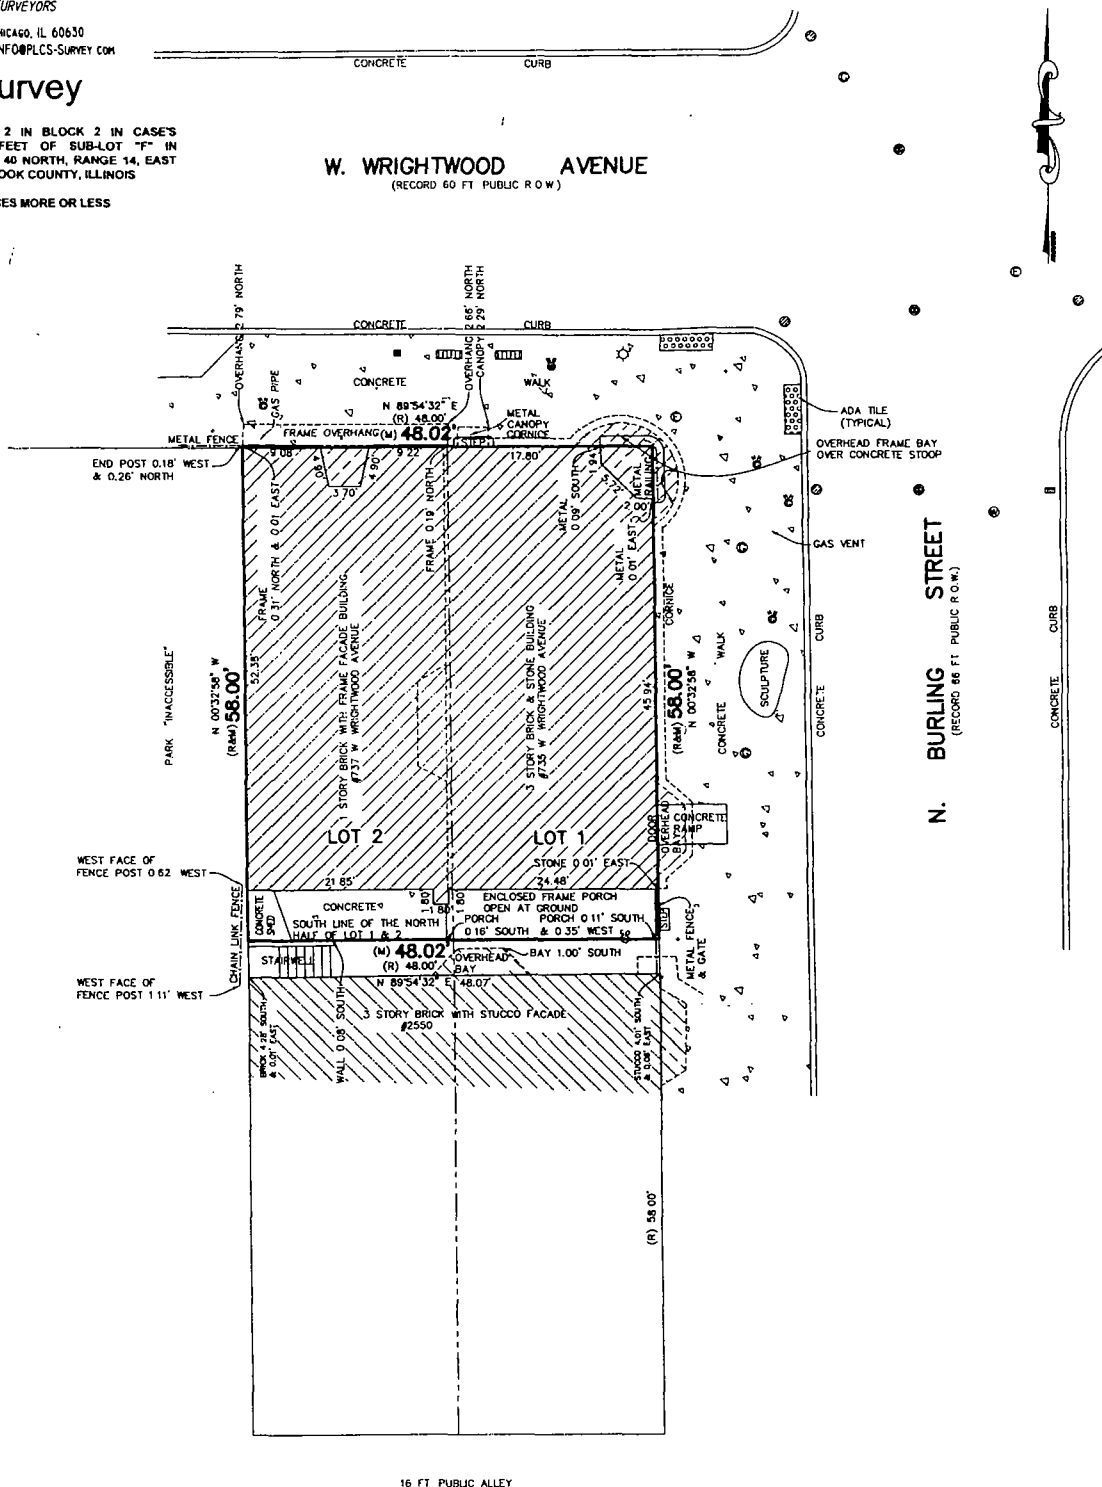 SURVEYORS
HICAGO, IL 60630
NFO@PLCS-SURVEY COM
urvey
2 IN BLOCK 2 IN CASE'S
FEET OF SUB-LOT "F" IN
40 NORTH, RANGE 14, EAST
OOK COUNTY, ILLINOIS
CES MORE OR LESS
CONCRETE CURB
W. WRIGHTWOOD AVENUE
(RECORD 60 FT PUBLIC R O W)
OVERHANG 2 79' NORTH
OVERHANG 2 66' NORTH
CANOPY 2 29' NORTH
CONCRETE CURB
CONCRETE WALK
GAS PIPE
N 89°54'32" E
(R) 48.00'
(M) 48.02'
FRAME OVERHANG
METAL
CANOPY
CORNICE
STEP
METAL FENCE
END POST 0.18' WEST
& 0.26' NORTH
9 08'
9 22'
17.80'
4 90'
4 90'
3 70'
1 94'
METAL
RAILING
2 00'
ADA TILE
(TYPICAL)
OVERHEAD FRAME BAY
OVER CONCRETE STOOP
GAS VENT
FRAME
0 31' NORTH & 0.01' EAST
FRAME 0 19' NORTH
METAL
0 09' SOUTH
METAL
0 01' EAST
CORNICE
PARK "INACCESSIBLE"
N 00°32'58" W
(R&M) 58.00'
52.35'
STORY BRICK WITH FRAME FACADE BUILDING
#737 W WRIGHTWOOD AVENUE
3 STORY BRICK & STONE BUILDING
#735 W WRIGHTWOOD AVENUE
45 94'
(R&M) 58.00'
N 00°32'58" W
CONCRETE WALK
SCULPTURE
CONCRETE CURB
N. BURLING STREET
(RECORD 66 FT PUBLIC R O.W.)
CONCRETE CURB
LOT 2
LOT 1
DOOR
OVERHEAD
BAY
CONCRETE
RAMP
WEST FACE OF
FENCE POST 0 62' WEST
STONE 0 01' EAST
21 85'
24.48'
CONCRETE
SHED
CONCRETE
SOUTH LINE OF THE NORTH
HALF OF LOT 1 & 2
1 80'
1 80'
1 80'
ENCLOSED FRAME PORCH
OPEN AT GROUND
PORCH
0 16' SOUTH
PORCH 0 11' SOUTH
& 0 35' WEST
STEP
METAL FENCE
& GATE
CHAIN LINK FENCE
STAIRWELL
(M) 48.02'
(R) 48.00'
N 89°54'32" E
OVERHEAD
BAY
BAY 1.00' SOUTH
48.07'
WEST FACE OF
FENCE POST 1 11' WEST
BRICK 4.28' SOUTH
& 0.01' EAST
WALL 0 08' SOUTH
3 STORY BRICK WITH STUCCO FACADE
#2550
STUCCO 4.01' SOUTH
& 0.06' EAST
(R) 58 00'
16 FT PUBLIC ALLEY